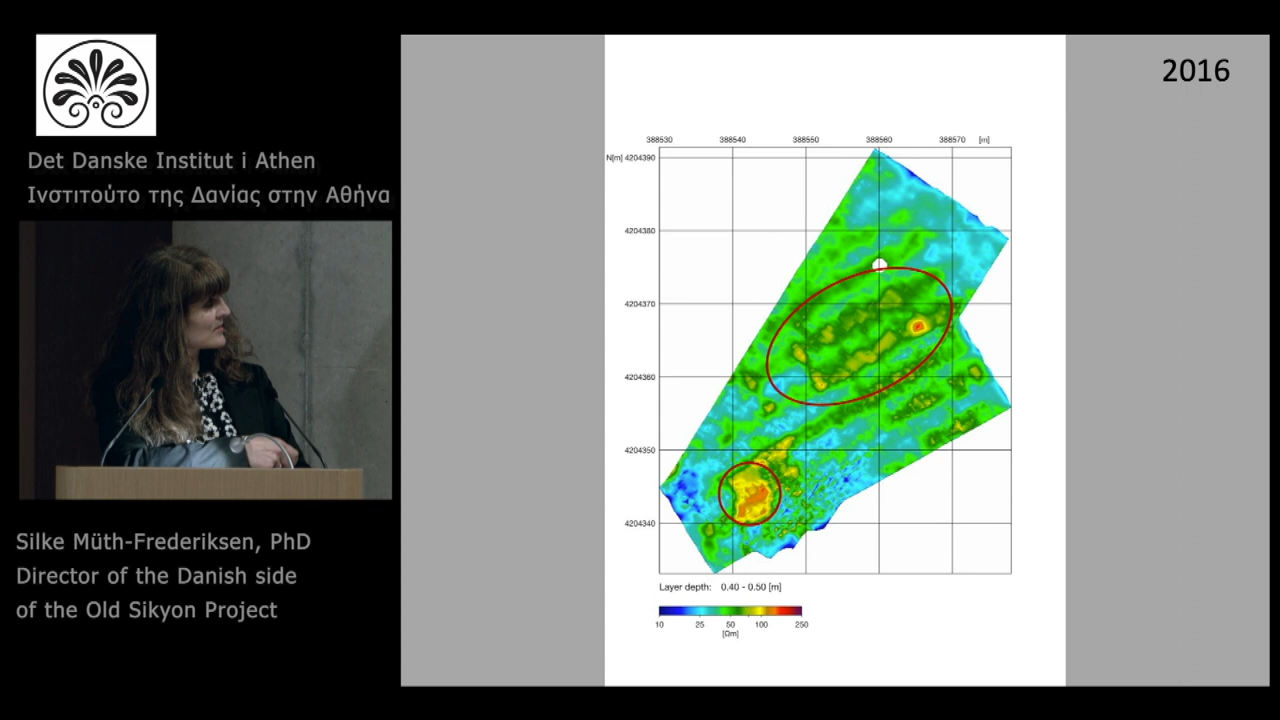 Det Danske Institut i Athen
Ινστιτούτο της Δανίας στην Αθήνα
Silke Müth-Frederiksen, PhD
Director of the Danish side
of the Old Sikyon Project
2016
388530 388540 388550 388560 388570 [m]
N[m] 4204390
4204380
4204370
4204360
4204350
4204340
Layer depth: 0.40 - 0.50 [m]
10 25 50 100 250
[Ωm]